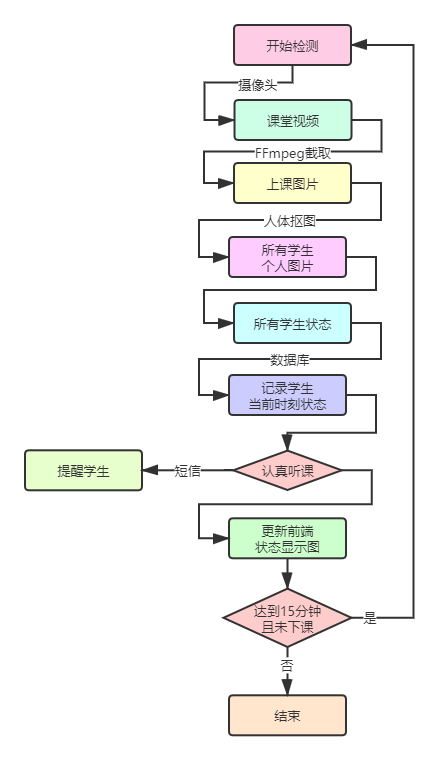 开始检测
摄像头
课堂视频
FFmpeg截取
上课图片
人体抠图
所有学生
个人图片
所有学生状态
数据库
记录学生
当前时刻状态
认真听课
短信
提醒学生
更新前端
状态显示图
达到15分钟
且未下课
是
否
结束